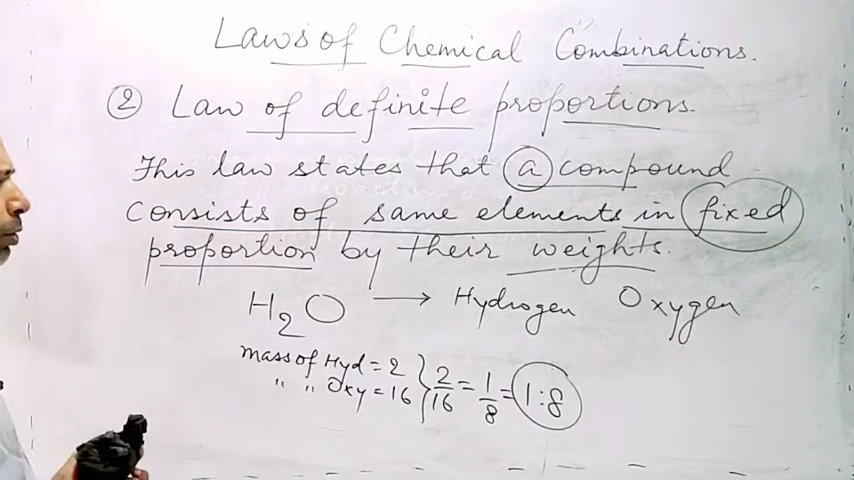 Laws of Chemical Combinations.
② Law of definite proportions.
This law states that a compound
consists of same elements in fixed
proportion by their weights.
H₂O → Hydrogen Oxygen
mass of Hyd = 2 } 2/16 = 1/8 = 1:8
" " Oxy = 16